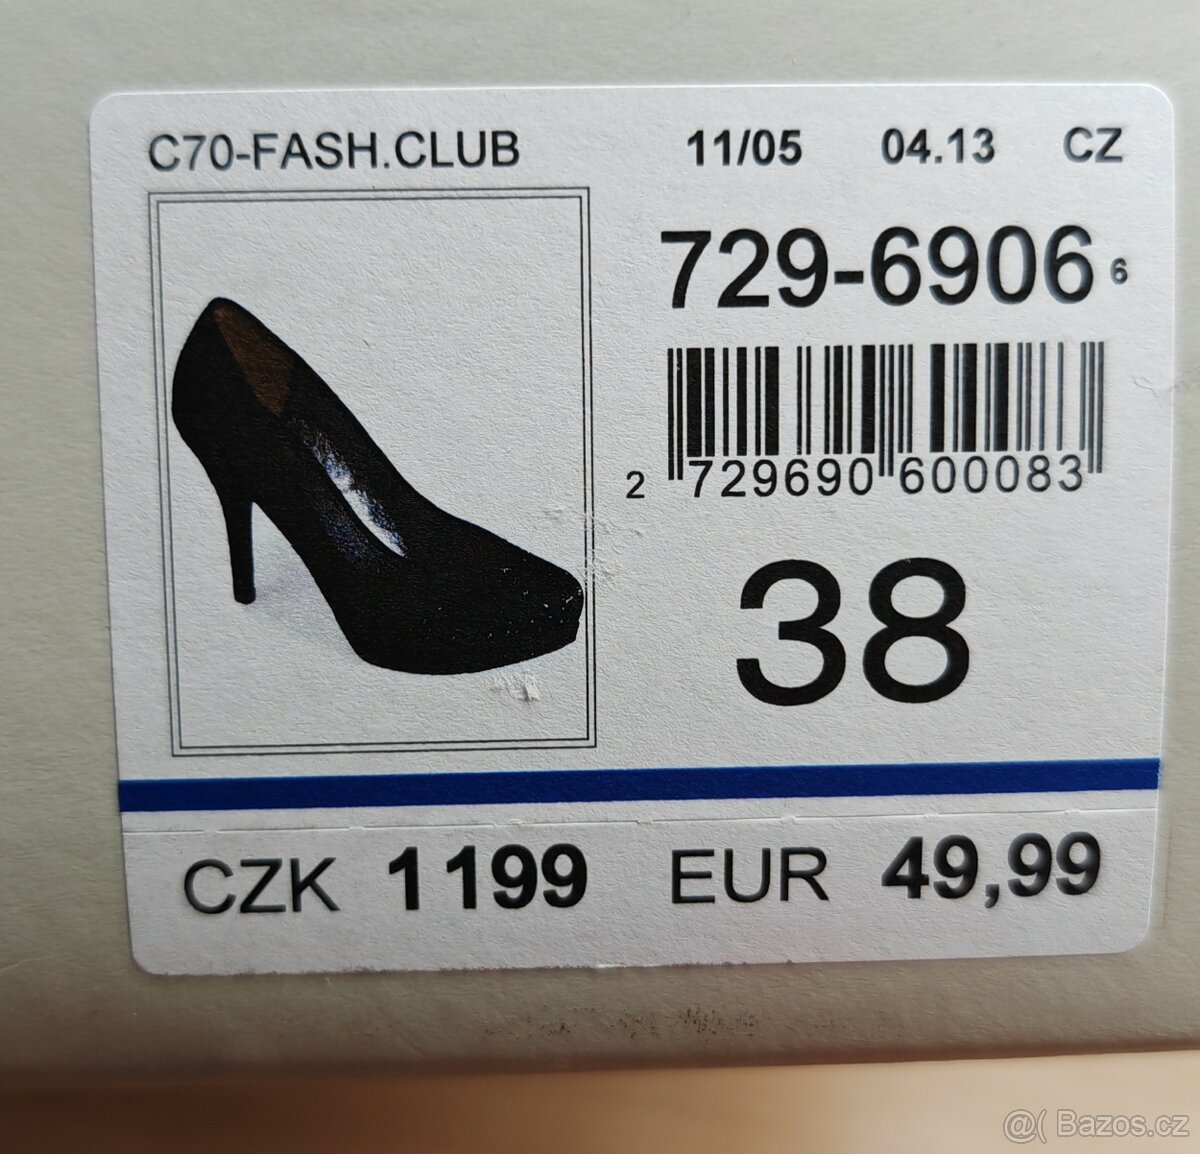 C70-FASH.CLUB 11/05 04.13 CZ
729-6906 6
2 729690 600083
38
CZK 1199 EUR 49,99
@( Bazos.cz